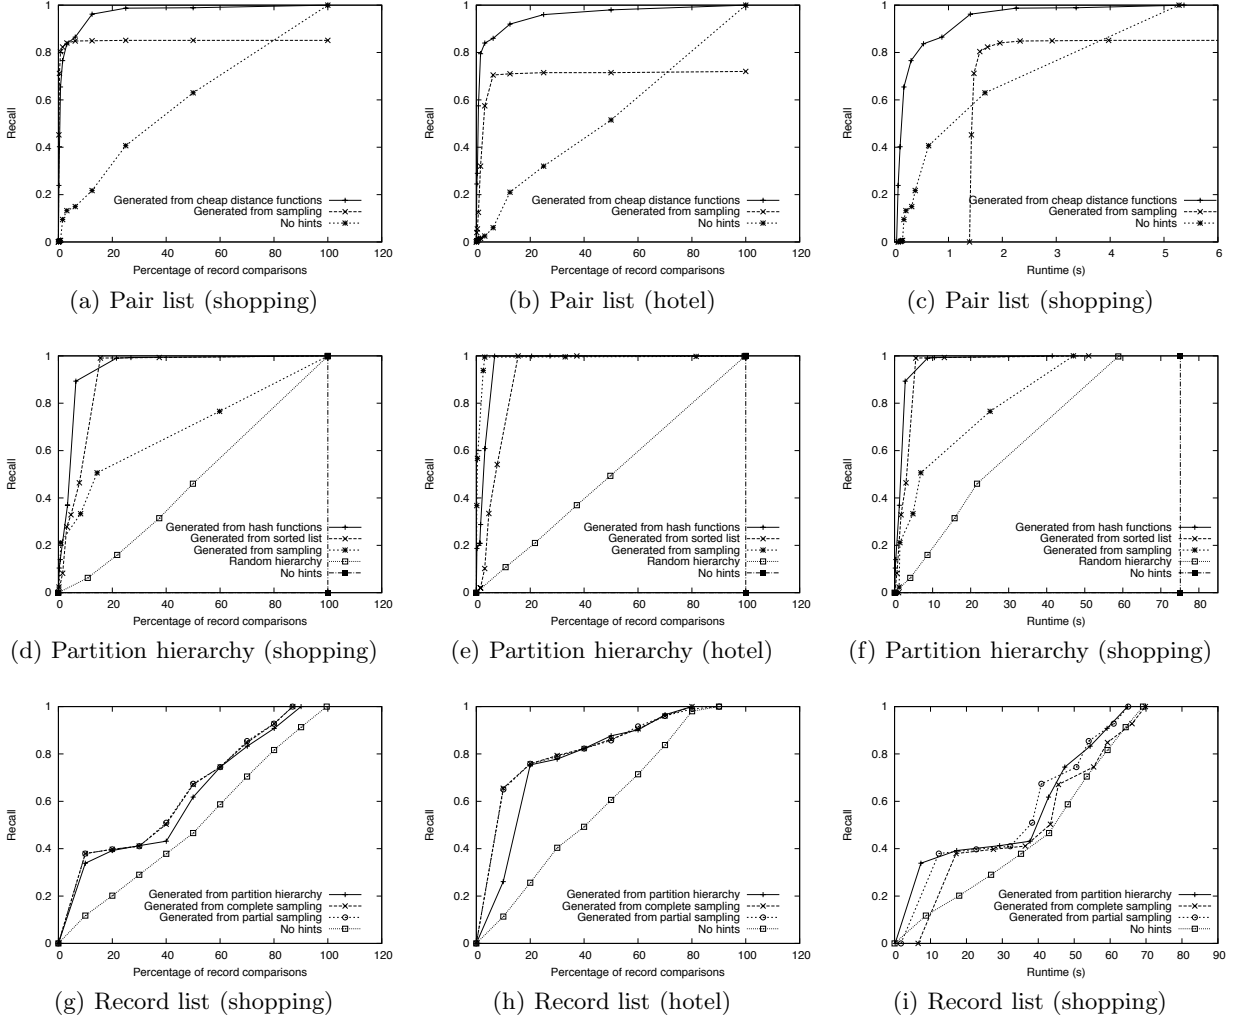 1
0.8
0.6
0.4
0.2
0
Recall
Generated from cheap distance functions
Generated from sampling
No hints
0 20 40 60 80 100 120
Percentage of record comparisons
(a) Pair list (shopping)
1
0.8
0.6
0.4
0.2
0
Recall
Generated from cheap distance functions
Generated from sampling
No hints
0 20 40 60 80 100 120
Percentage of record comparisons
(b) Pair list (hotel)
1
0.8
0.6
0.4
0.2
0
Recall
Generated from cheap distance functions
Generated from sampling
No hints
0 1 2 3 4 5 6
Runtime (s)
(c) Pair list (shopping)
1
0.8
0.6
0.4
0.2
0
Recall
Generated from hash functions
Generated from sorted list
Generated from sampling
Random hierarchy
No hints
0 20 40 60 80 100 120
Percentage of record comparisons
(d) Partition hierarchy (shopping)
1
0.8
0.6
0.4
0.2
0
Recall
Generated from hash functions
Generated from sorted list
Generated from sampling
Random hierarchy
No hints
0 20 40 60 80 100 120
Percentage of record comparisons
(e) Partition hierarchy (hotel)
1
0.8
0.6
0.4
0.2
0
Recall
Generated from hash functions
Generated from sorted list
Generated from sampling
Random hierarchy
No hints
0 10 20 30 40 50 60 70 80
Runtime (s)
(f) Partition hierarchy (shopping)
1
0.8
0.6
0.4
0.2
0
Recall
Generated from partition hierarchy
Generated from complete sampling
Generated from partial sampling
No hints
0 20 40 60 80 100 120
Percentage of record comparisons
(g) Record list (shopping)
1
0.8
0.6
0.4
0.2
0
Recall
Generated from partition hierarchy
Generated from complete sampling
Generated from partial sampling
No hints
0 20 40 60 80 100 120
Percentage of record comparisons
(h) Record list (hotel)
1
0.8
0.6
0.4
0.2
0
Recall
Generated from partition hierarchy
Generated from complete sampling
Generated from partial sampling
No hints
0 10 20 30 40 50 60 70 80 90
Runtime (s)
(i) Record list (shopping)